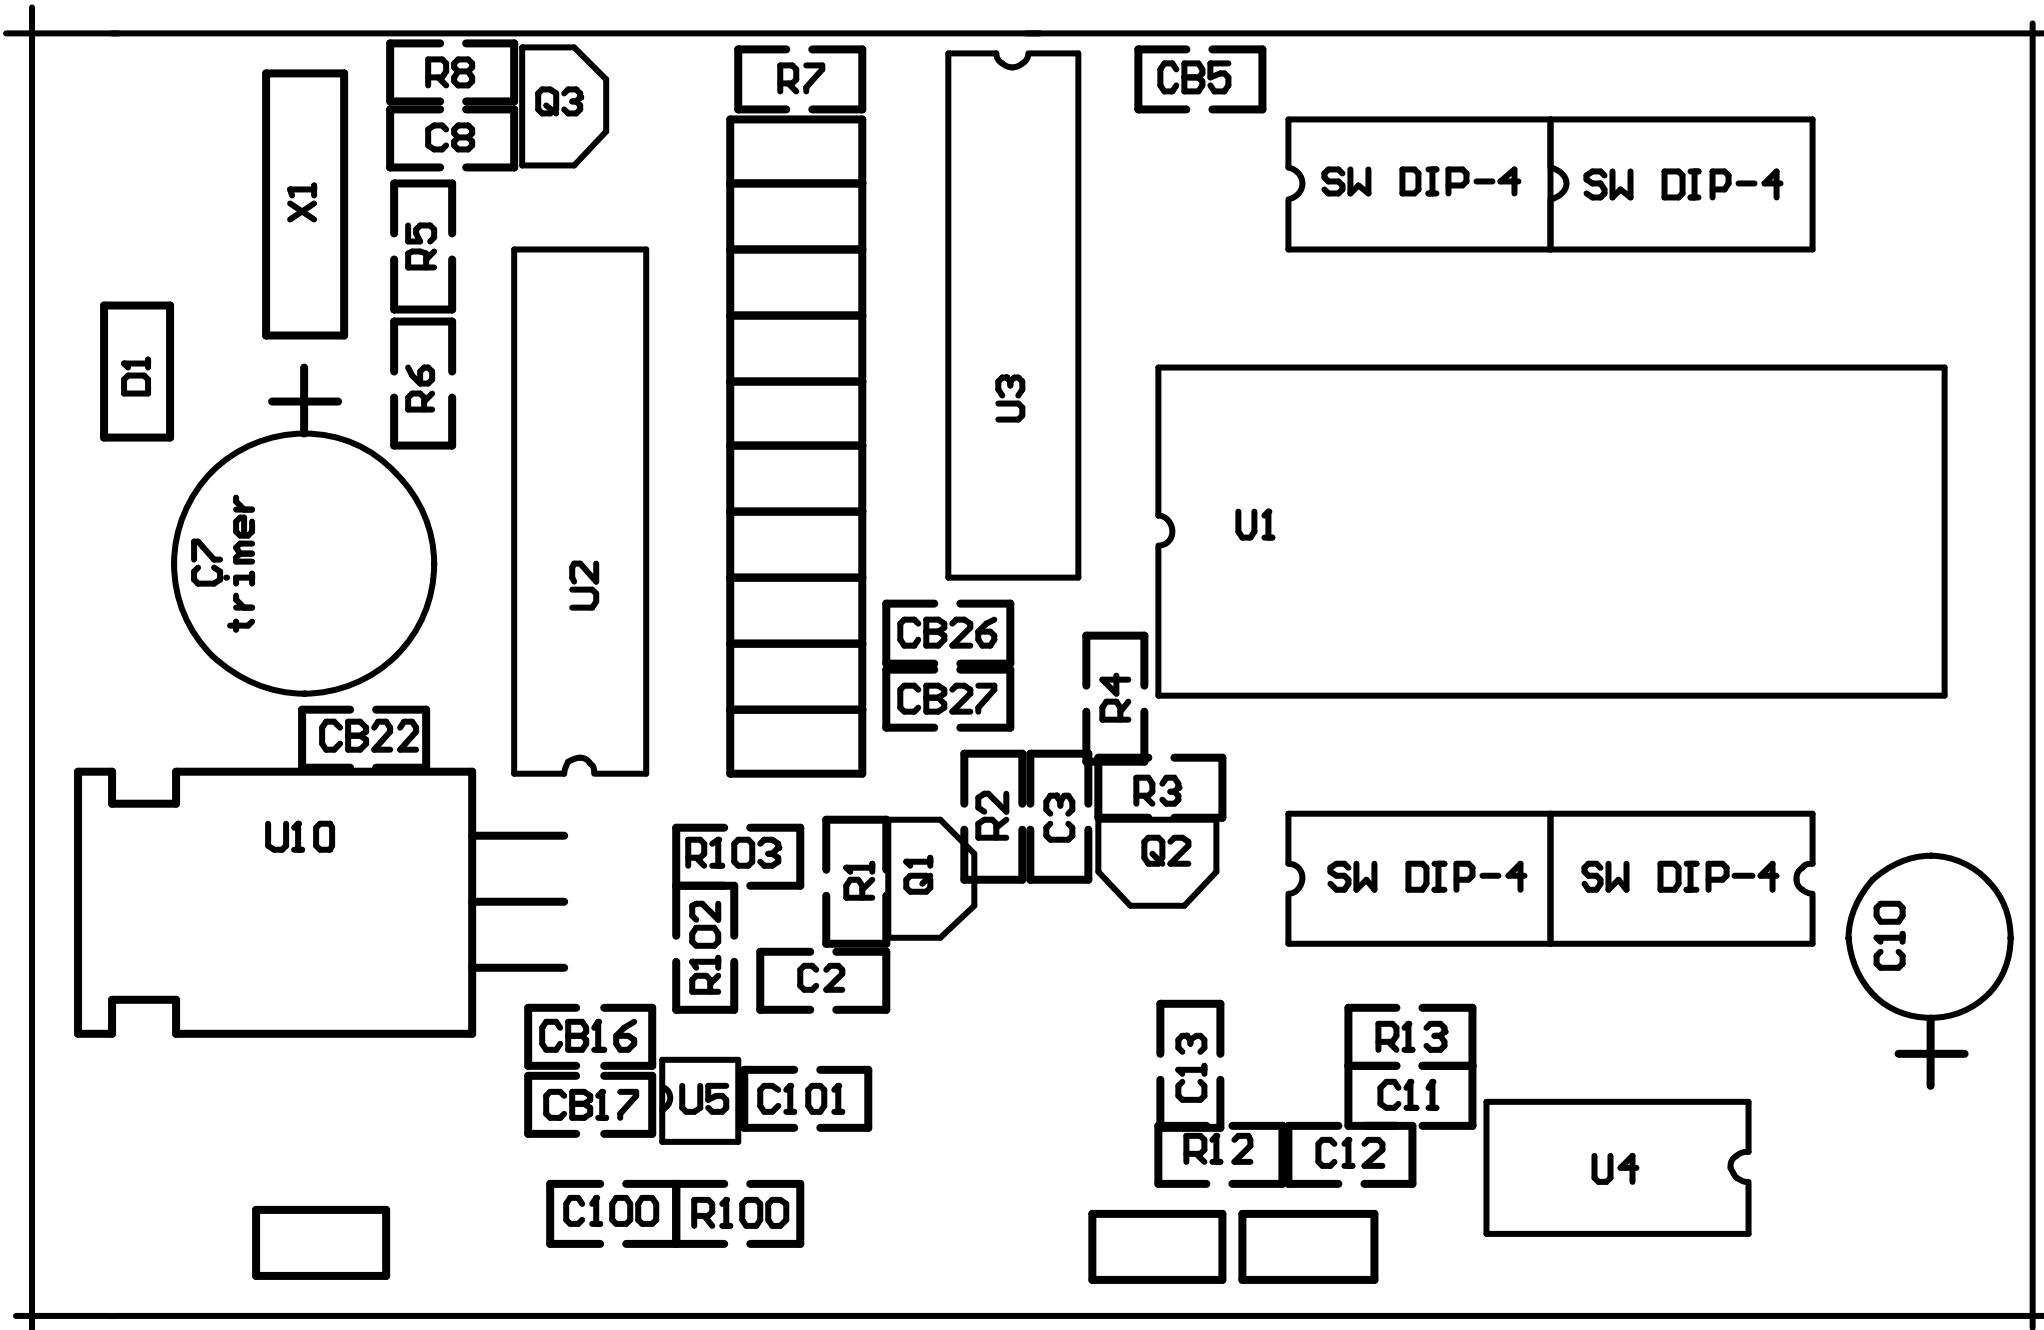 R8
Q3
R7
CB5
C8
X1
SW DIP-4
SW DIP-4
R5
D1
R6
U3
U1
C7
trimer
U2
CB26
CB27
R4
CB22
U10
R103
R1
Q1
R2
C3
R3
Q2
SW DIP-4
SW DIP-4
C10
R102
C2
CB16
C13
R13
CB17
U5
C101
C11
R12
C12
U4
C100
R100